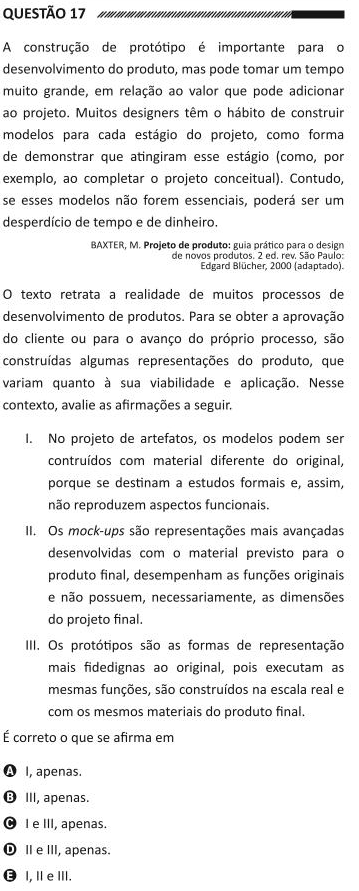 QUESTÃO 17
A construção de protótipo é importante para o
desenvolvimento do produto, mas pode tomar um tempo
muito grande, em relação ao valor que pode adicionar
ao projeto. Muitos designers têm o hábito de construir
modelos para cada estágio do projeto, como forma
de demonstrar que atingiram esse estágio (como, por
exemplo, ao completar o projeto conceitual). Contudo,
se esses modelos não forem essenciais, poderá ser um
desperdício de tempo e de dinheiro.
BAXTER, M. Projeto de produto: guia prático para o design
de novos produtos. 2 ed. rev. São Paulo:
Edgard Blücher, 2000 (adaptado).
O texto retrata a realidade de muitos processos de
desenvolvimento de produtos. Para se obter a aprovação
do cliente ou para o avanço do próprio processo, são
construídas algumas representações do produto, que
variam quanto à sua viabilidade e aplicação. Nesse
contexto, avalie as afirmações a seguir.
I. No projeto de artefatos, os modelos podem ser
contruídos com material diferente do original,
porque se destinam a estudos formais e, assim,
não reproduzem aspectos funcionais.
II. Os mock-ups são representações mais avançadas
desenvolvidas com o material previsto para o
produto final, desempenham as funções originais
e não possuem, necessariamente, as dimensões
do projeto final.
III. Os protótipos são as formas de representação
mais fidedignas ao original, pois executam as
mesmas funções, são construídos na escala real e
com os mesmos materiais do produto final.
É correto o que se afirma em
A I, apenas.
B III, apenas.
C I e III, apenas.
D II e III, apenas.
E I, II e III.